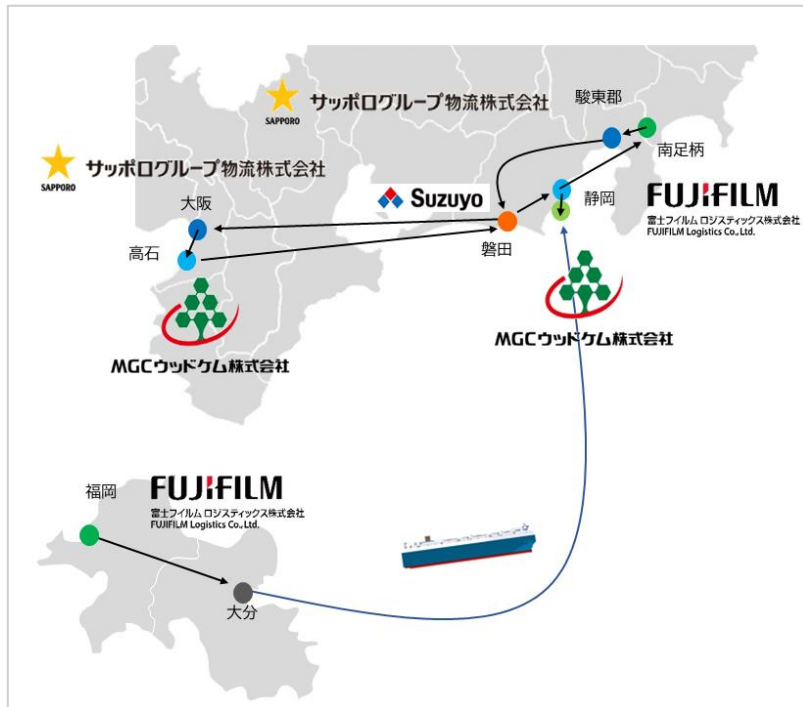 駿東郡
SAPPORO
サッポログループ物流株式会社
南足柄
SAPPORO
サッポログループ物流株式会社
大阪
Suzuyo
静岡
FUJIFILM
富士フイルム ロジスティックス株式会社
FUJIFILM Logistics Co., Ltd.
高石
磐田
MGCウッドケム株式会社
MGCウッドケム株式会社
福岡
FUJIFILM
富士フイルム ロジスティックス株式会社
FUJIFILM Logistics Co., Ltd.
大分